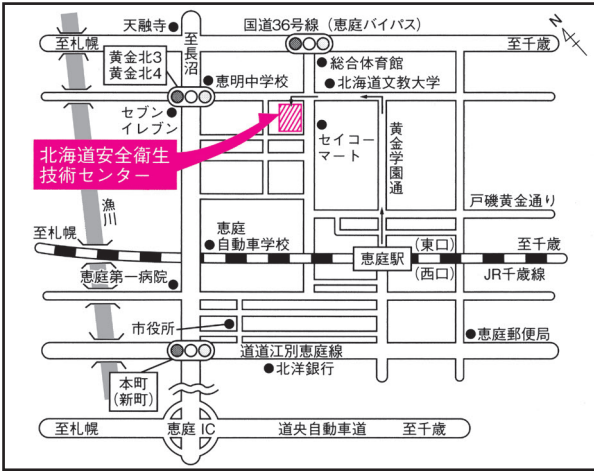 天融寺
国道36号線（恵庭バイパス）
N
至札幌
至長沼
至千歳
黄金北3
黄金北4
恵明中学校
総合体育館
北海道文教大学
セブン
イレブン
セイコー
マート
黄金学園通
北海道安全衛生
技術センター
漁川
戸磯黄金通り
至札幌
恵庭
自動車学校
恵庭駅
（東口）
（西口）
至千歳
JR千歳線
恵庭第一病院
市役所
恵庭郵便局
道道江別恵庭線
北洋銀行
本町
（新町）
至札幌
恵庭 IC
道央自動車道
至千歳